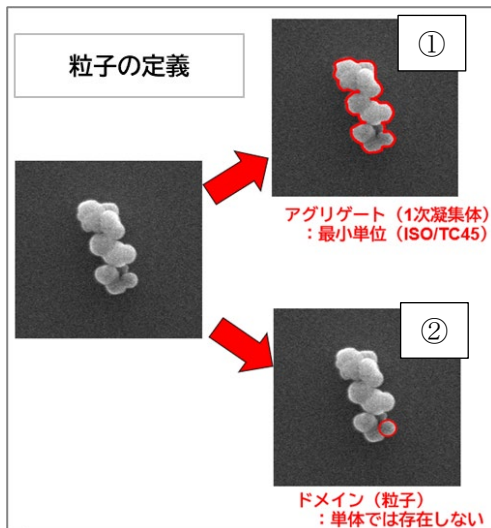 粒子の定義
①
アグリゲート（1次凝集体）
：最小単位（ISO/TC45）
②
ドメイン（粒子）
：単体では存在しない